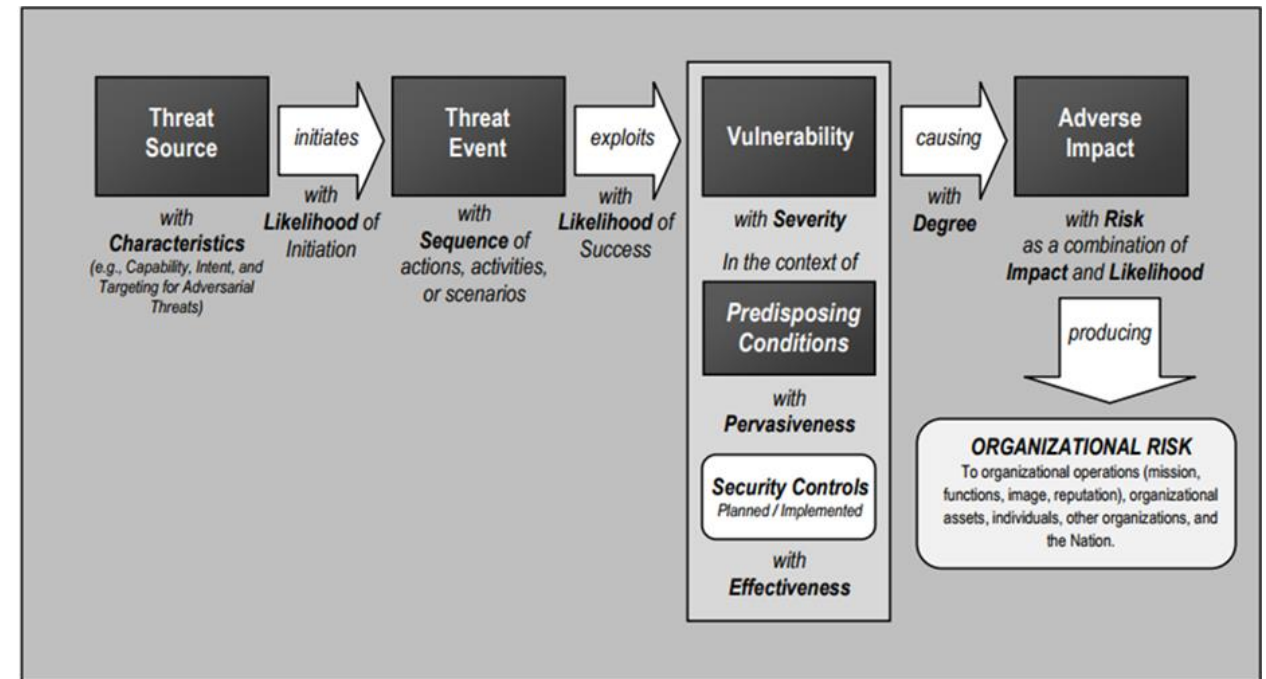 Threat
Source
initiates
Threat
Event
exploits
Vulnerability
causing
Adverse
Impact
with
Characteristics
(e.g., Capability, Intent, and
Targeting for Adversarial
Threats)
with
Likelihood of
Initiation
with
Sequence of
actions, activities,
or scenarios
with
Likelihood of
Success
with Severity
In the context of
Predisposing
Conditions
with
Pervasiveness
Security Controls
Planned / Implemented
with
Effectiveness
with
Degree
with Risk
as a combination of
Impact and Likelihood
producing
ORGANIZATIONAL RISK
To organizational operations (mission,
functions, image, reputation), organizational
assets, individuals, other organizations, and
the Nation.